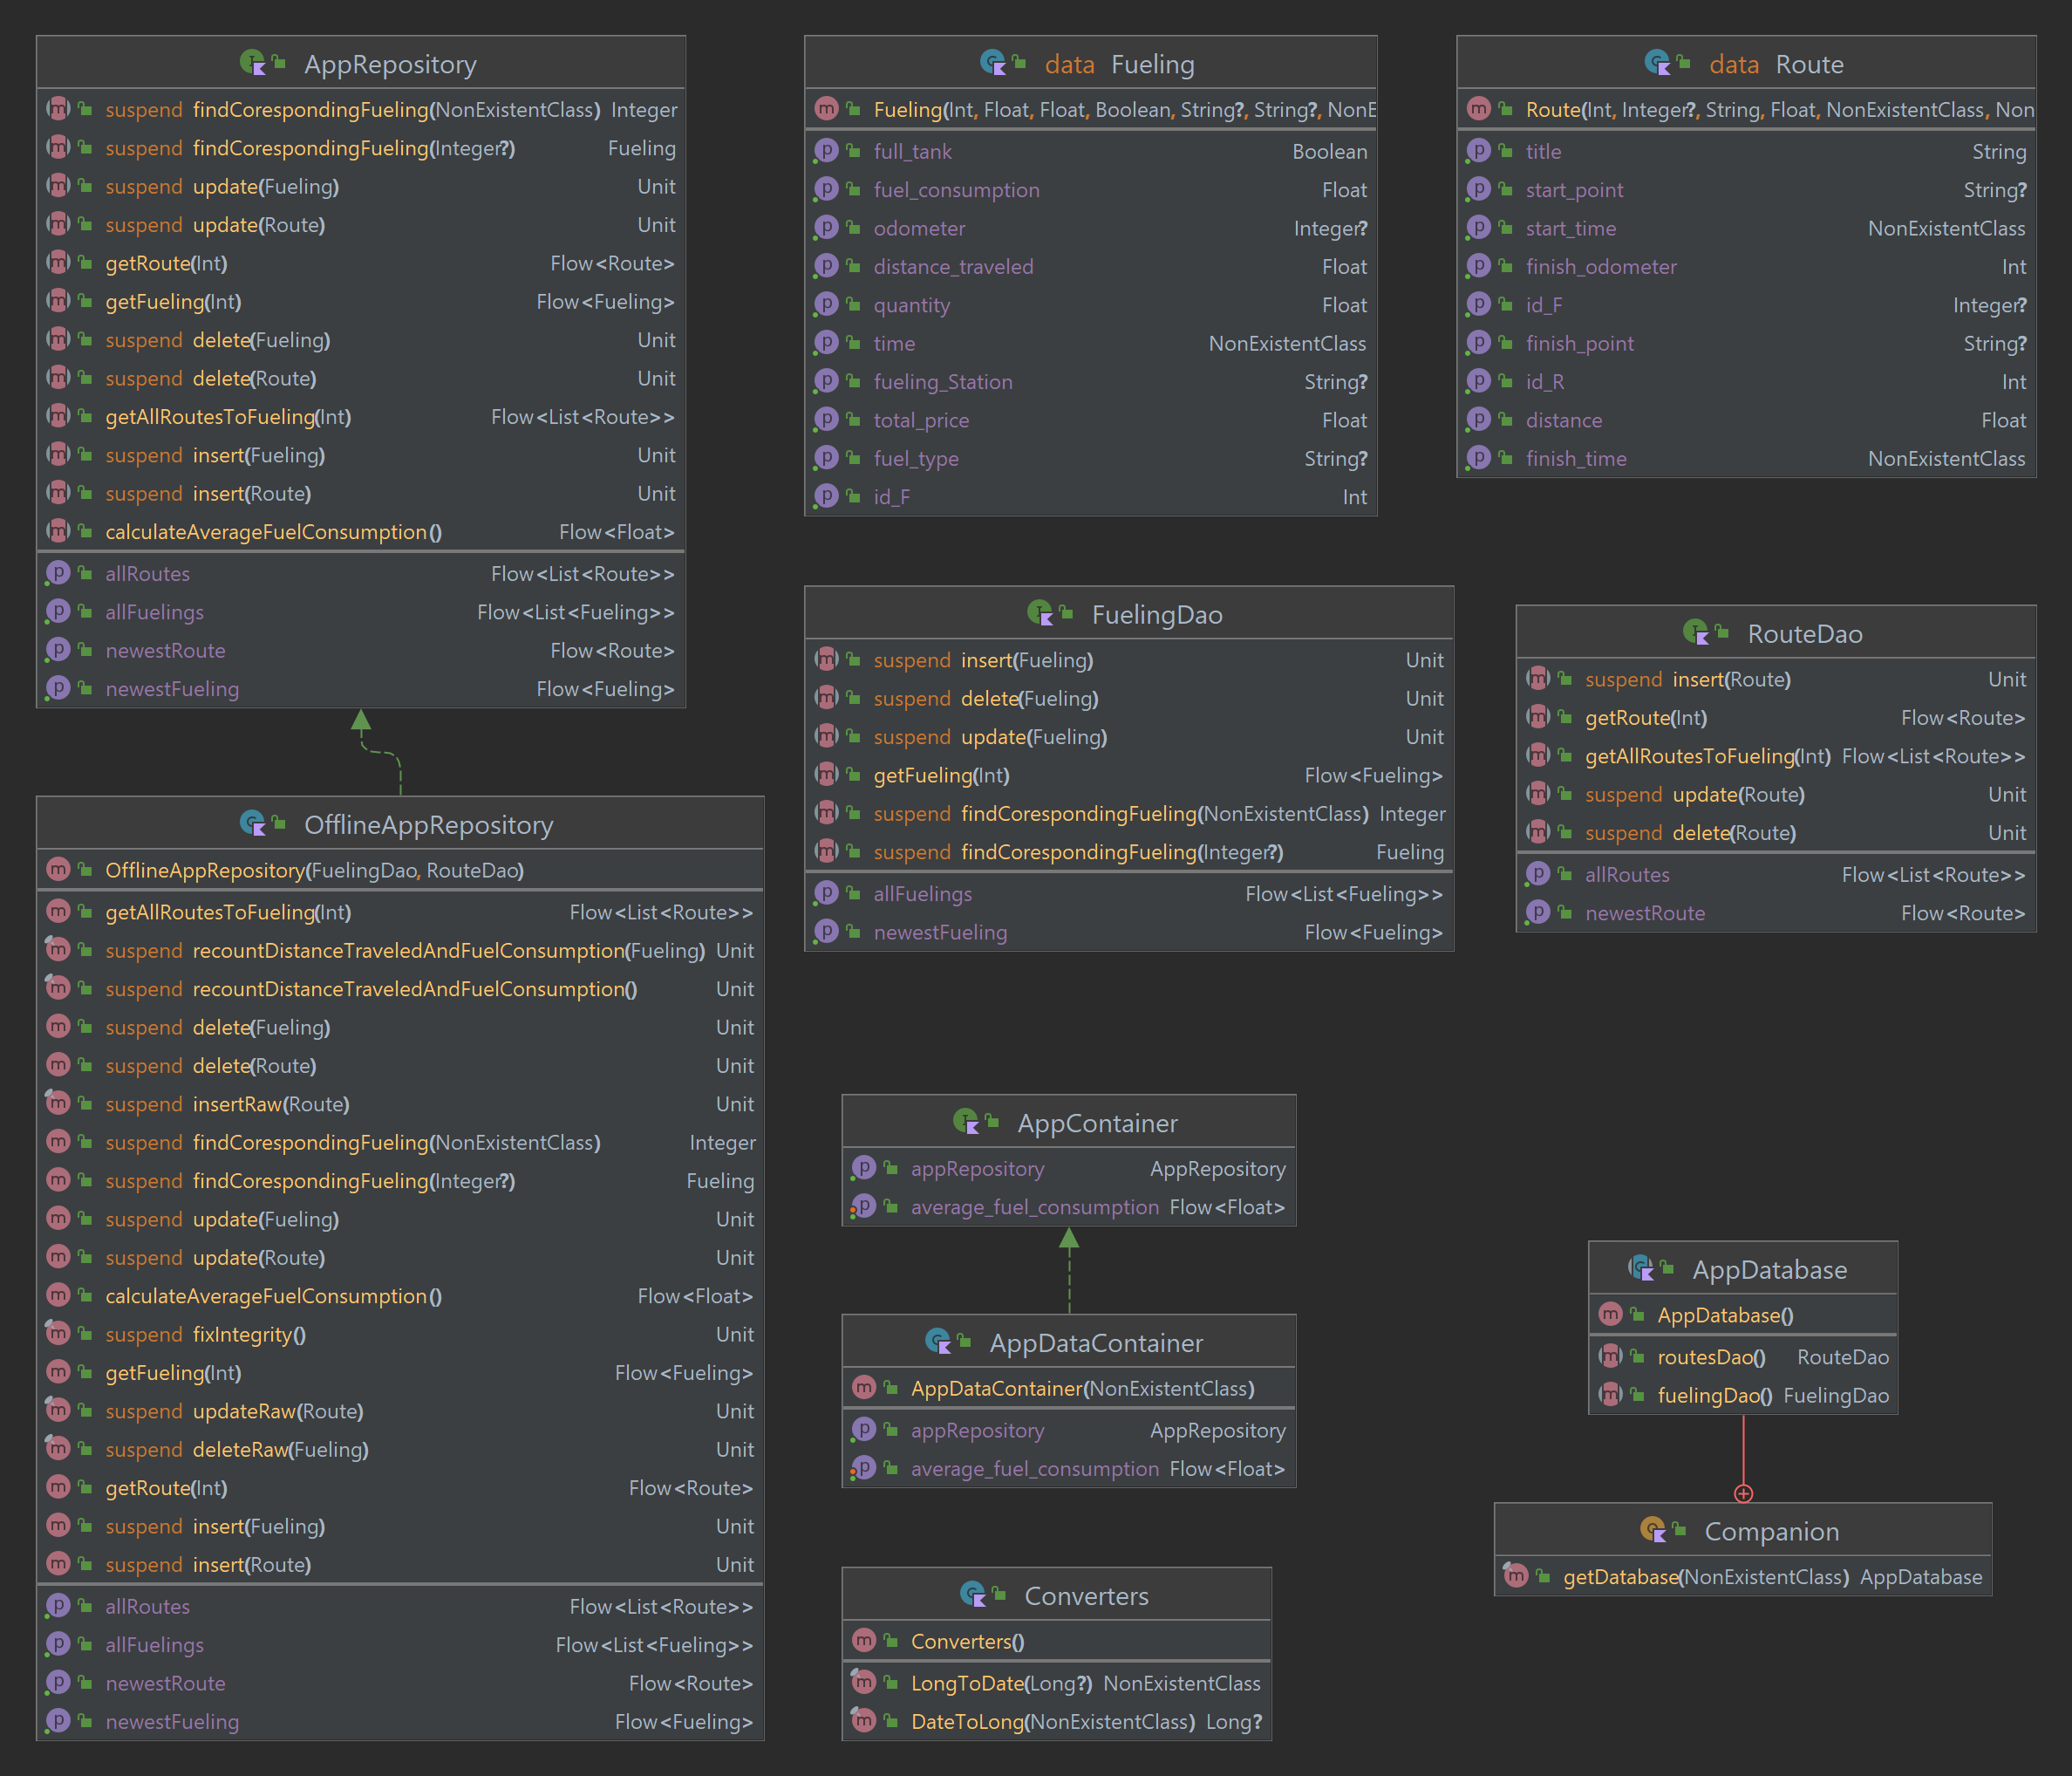 AppRepository
suspend findCorespondingFueling(NonExistentClass) Integer
suspend findCorespondingFueling(Integer?) Fueling
suspend update(Fueling) Unit
suspend update(Route) Unit
getRoute(Int) Flow<Route>
getFueling(Int) Flow<Fueling>
suspend delete(Fueling) Unit
suspend delete(Route) Unit
getAllRoutesToFueling(Int) Flow<List<Route>>
suspend insert(Fueling) Unit
suspend insert(Route) Unit
calculateAverageFuelConsumption() Flow<Float>
allRoutes Flow<List<Route>>
allFuelings Flow<List<Fueling>>
newestRoute Flow<Route>
newestFueling Flow<Fueling>
data Fueling
Fueling(Int, Float, Float, Boolean, String?, String?, NonE
full_tank Boolean
fuel_consumption Float
odometer Integer?
distance_traveled Float
quantity Float
time NonExistentClass
fueling_Station String?
total_price Float
fuel_type String?
id_F Int
data Route
Route(Int, Integer?, String, Float, NonExistentClass, Non
title String
start_point String?
start_time NonExistentClass
finish_odometer Int
id_F Integer?
finish_point String?
id_R Int
distance Float
finish_time NonExistentClass
FuelingDao
suspend insert(Fueling) Unit
suspend delete(Fueling) Unit
suspend update(Fueling) Unit
getFueling(Int) Flow<Fueling>
suspend findCorespondingFueling(NonExistentClass) Integer
suspend findCorespondingFueling(Integer?) Fueling
allFuelings Flow<List<Fueling>>
newestFueling Flow<Fueling>
RouteDao
suspend insert(Route) Unit
getRoute(Int) Flow<Route>
getAllRoutesToFueling(Int) Flow<List<Route>>
suspend update(Route) Unit
suspend delete(Route) Unit
allRoutes Flow<List<Route>>
newestRoute Flow<Route>
OfflineAppRepository
OfflineAppRepository(FuelingDao, RouteDao)
getAllRoutesToFueling(Int) Flow<List<Route>>
suspend recountDistanceTraveledAndFuelConsumption(Fueling) Unit
suspend recountDistanceTraveledAndFuelConsumption() Unit
suspend delete(Fueling) Unit
suspend delete(Route) Unit
suspend insertRaw(Route) Unit
suspend findCorespondingFueling(NonExistentClass) Integer
suspend findCorespondingFueling(Integer?) Fueling
suspend update(Fueling) Unit
suspend update(Route) Unit
calculateAverageFuelConsumption() Flow<Float>
suspend fixIntegrity() Unit
getFueling(Int) Flow<Fueling>
suspend updateRaw(Route) Unit
suspend deleteRaw(Fueling) Unit
getRoute(Int) Flow<Route>
suspend insert(Fueling) Unit
suspend insert(Route) Unit
allRoutes Flow<List<Route>>
allFuelings Flow<List<Fueling>>
newestRoute Flow<Route>
newestFueling Flow<Fueling>
AppContainer
appRepository AppRepository
average_fuel_consumption Flow<Float>
AppDataContainer
AppDataContainer(NonExistentClass)
appRepository AppRepository
average_fuel_consumption Flow<Float>
Converters
Converters()
LongToDate(Long?) NonExistentClass
DateToLong(NonExistentClass) Long?
AppDatabase
AppDatabase()
routesDao() RouteDao
fuelingDao() FuelingDao
Companion
getDatabase(NonExistentClass) AppDatabase